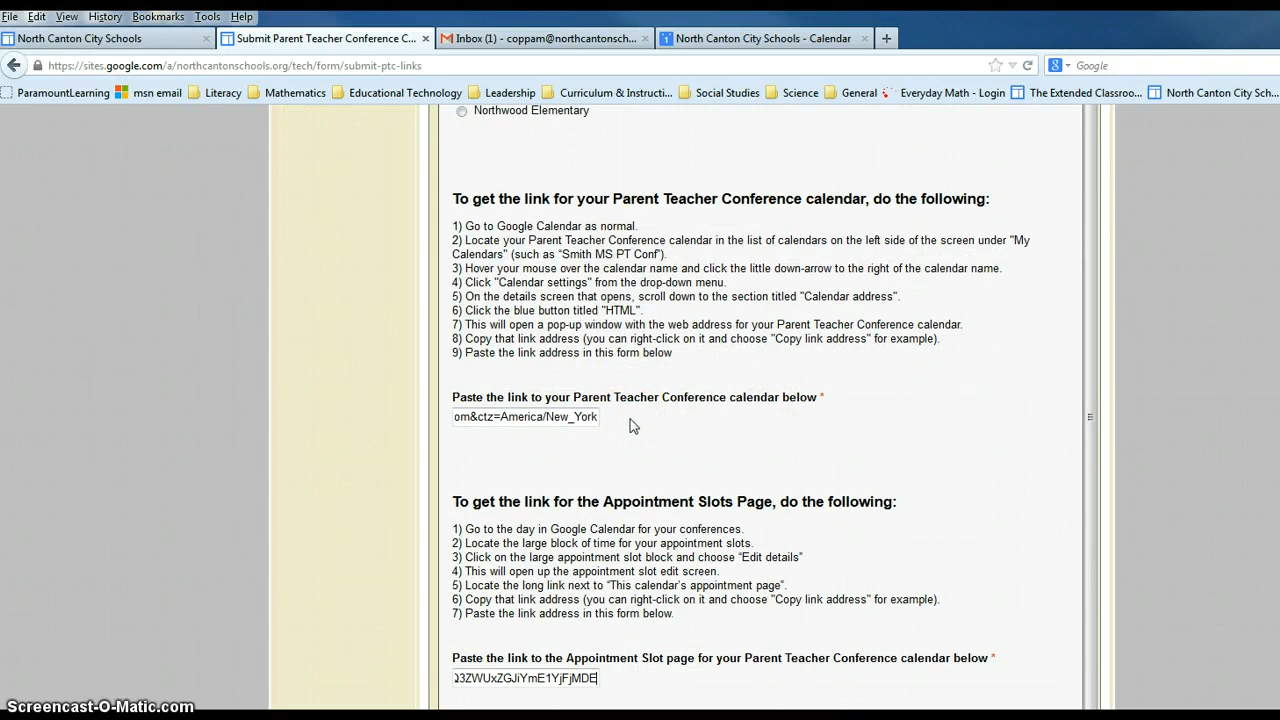 File Edit View History Bookmarks Tools Help
North Canton City Schools × Submit Parent Teacher Conference C... × Inbox (1) - coppam@northcantonsch... × North Canton City Schools - Calendar × +
https://sites.google.com/a/northcantonschools.org/tech/form/submit-ptc-links Google
ParamountLearning msn email Literacy Mathematics Educational Technology Leadership Curriculum & Instructi... Social Studies Science General Everyday Math - Login The Extended Classroo... North Canton City Sch...
Northwood Elementary
To get the link for your Parent Teacher Conference calendar, do the following:
1) Go to Google Calendar as normal.
2) Locate your Parent Teacher Conference calendar in the list of calendars on the left side of the screen under "My
Calendars" (such as “Smith MS PT Conf”).
3) Hover your mouse over the calendar name and click the little down-arrow to the right of the calendar name.
4) Click "Calendar settings" from the drop-down menu.
5) On the details screen that opens, scroll down to the section titled "Calendar address".
6) Click the blue button titled "HTML".
7) This will open a pop-up window with the web address for your Parent Teacher Conference calendar.
8) Copy that link address (you can right-click on it and choose "Copy link address" for example).
9) Paste the link address in this form below
Paste the link to your Parent Teacher Conference calendar below *
om&ctz=America/New_York
To get the link for the Appointment Slots Page, do the following:
1) Go to the day in Google Calendar for your conferences.
2) Locate the large block of time for your appointment slots.
3) Click on the large appointment slot block and choose “Edit details”
4) This will open up the appointment slot edit screen.
5) Locate the long link next to “This calendar’s appointment page”.
6) Copy that link address (you can right-click on it and choose "Copy link address" for example).
7) Paste the link address in this form below.
Paste the link to the Appointment Slot page for your Parent Teacher Conference calendar below *
Screencast-O-Matic.com